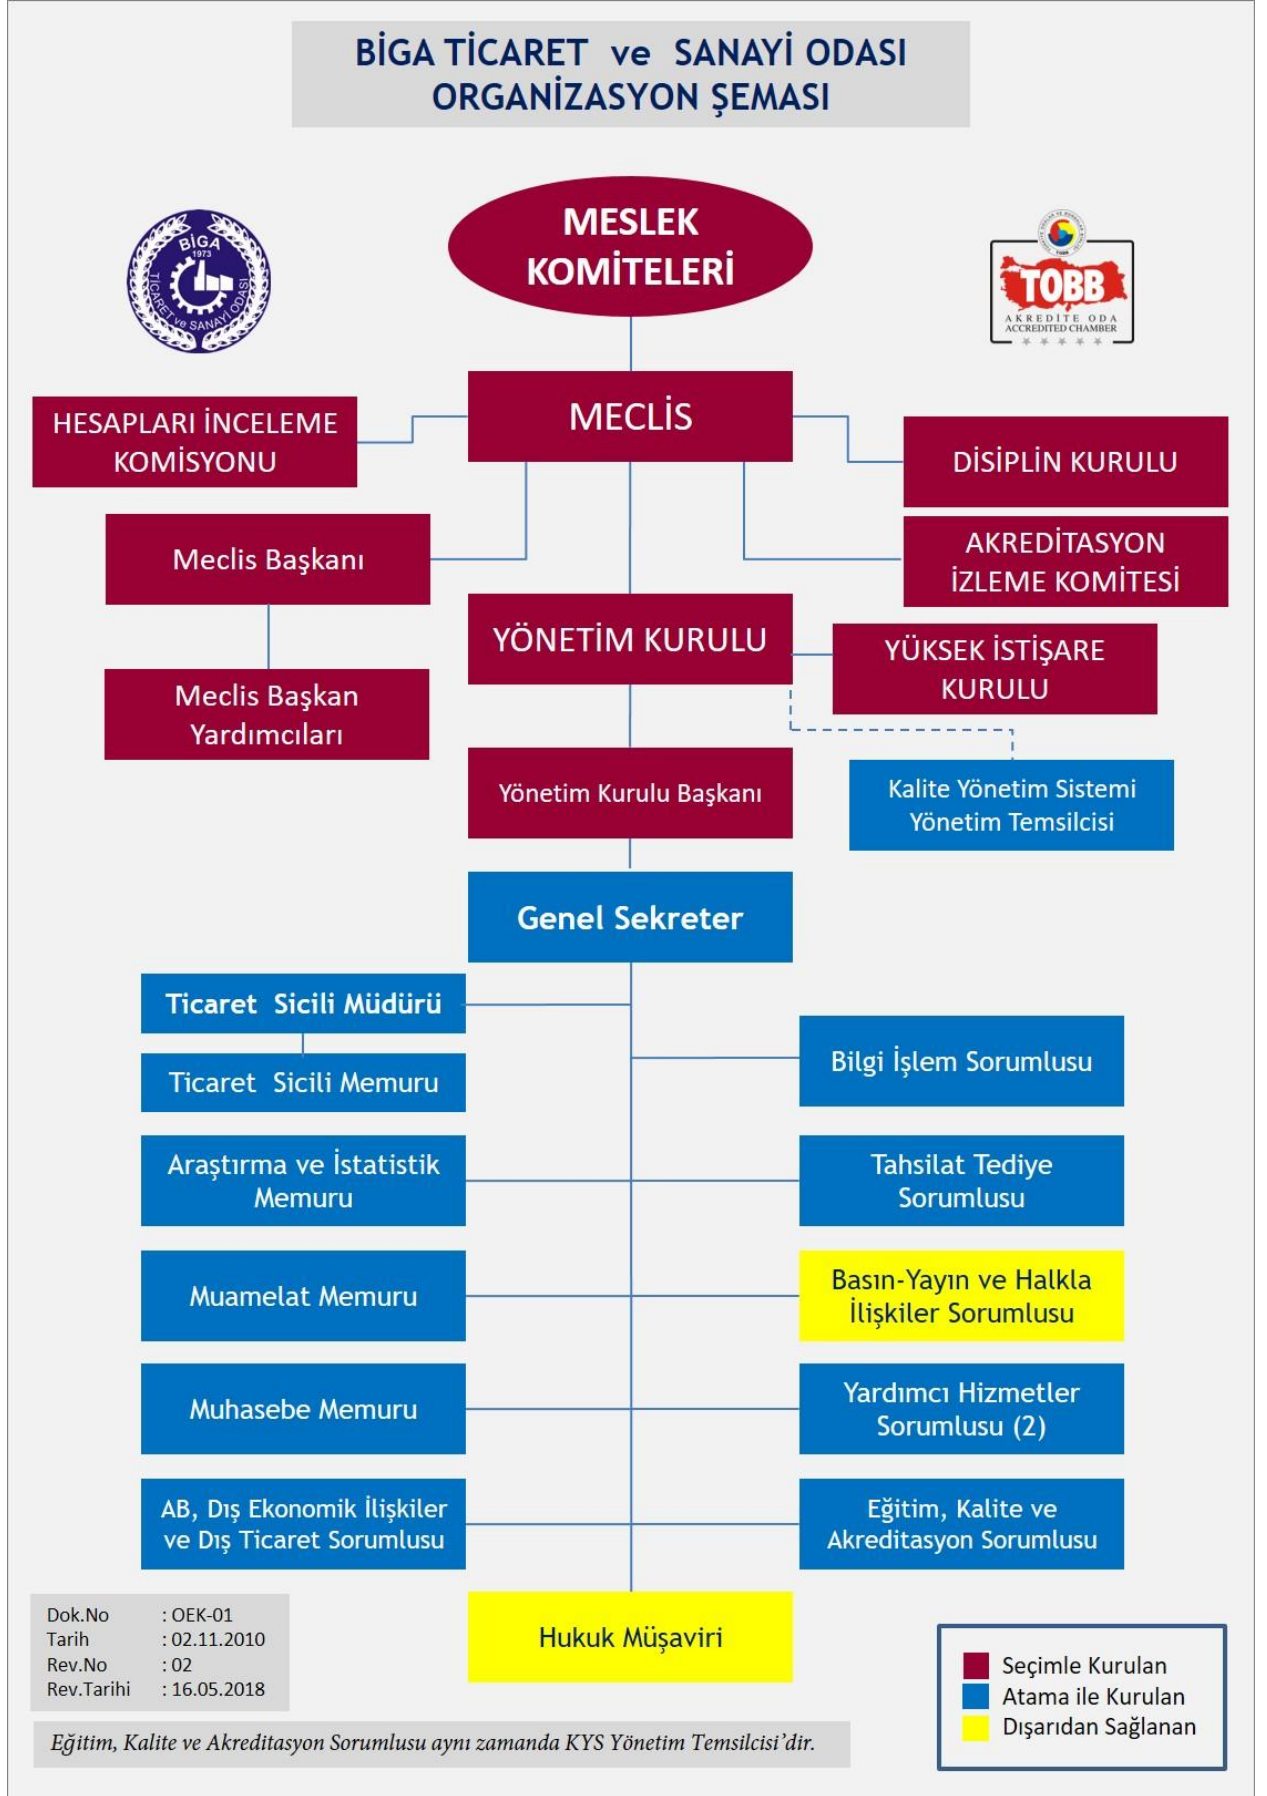 BİGA TİCARET ve SANAYİ ODASI
ORGANİZASYON ŞEMASI
MESLEK
KOMİTELERİ
BİGA
1973
TİCARET ve SANAYİ ODASI
TOBB
AKREDİTE ODA
ACCREDITED CHAMBER
MECLİS
HESAPLARI İNCELEME
KOMİSYONU
DİSİPLİN KURULU
Meclis Başkanı
AKREDİTASYON
İZLEME KOMİTESİ
YÖNETİM KURULU
YÜKSEK İSTİŞARE
KURULU
Meclis Başkan
Yardımcıları
Yönetim Kurulu Başkanı
Kalite Yönetim Sistemi
Yönetim Temsilcisi
Genel Sekreter
Ticaret Sicili Müdürü
Bilgi İşlem Sorumlusu
Ticaret Sicili Memuru
Araştırma ve İstatistik
Memuru
Tahsilat Tediye
Sorumlusu
Muamelat Memuru
Basın-Yayın ve Halkla
İlişkiler Sorumlusu
Muhasebe Memuru
Yardımcı Hizmetler
Sorumlusu (2)
AB, Dış Ekonomik İlişkiler
ve Dış Ticaret Sorumlusu
Eğitim, Kalite ve
Akreditasyon Sorumlusu
Hukuk Müşaviri
Dok.No : OEK-01
Tarih : 02.11.2010
Rev.No : 02
Rev.Tarihi : 16.05.2018
Seçimle Kurulan
Atama ile Kurulan
Dışarıdan Sağlanan
Eğitim, Kalite ve Akreditasyon Sorumlusu aynı zamanda KYS Yönetim Temsilcisi’dir.